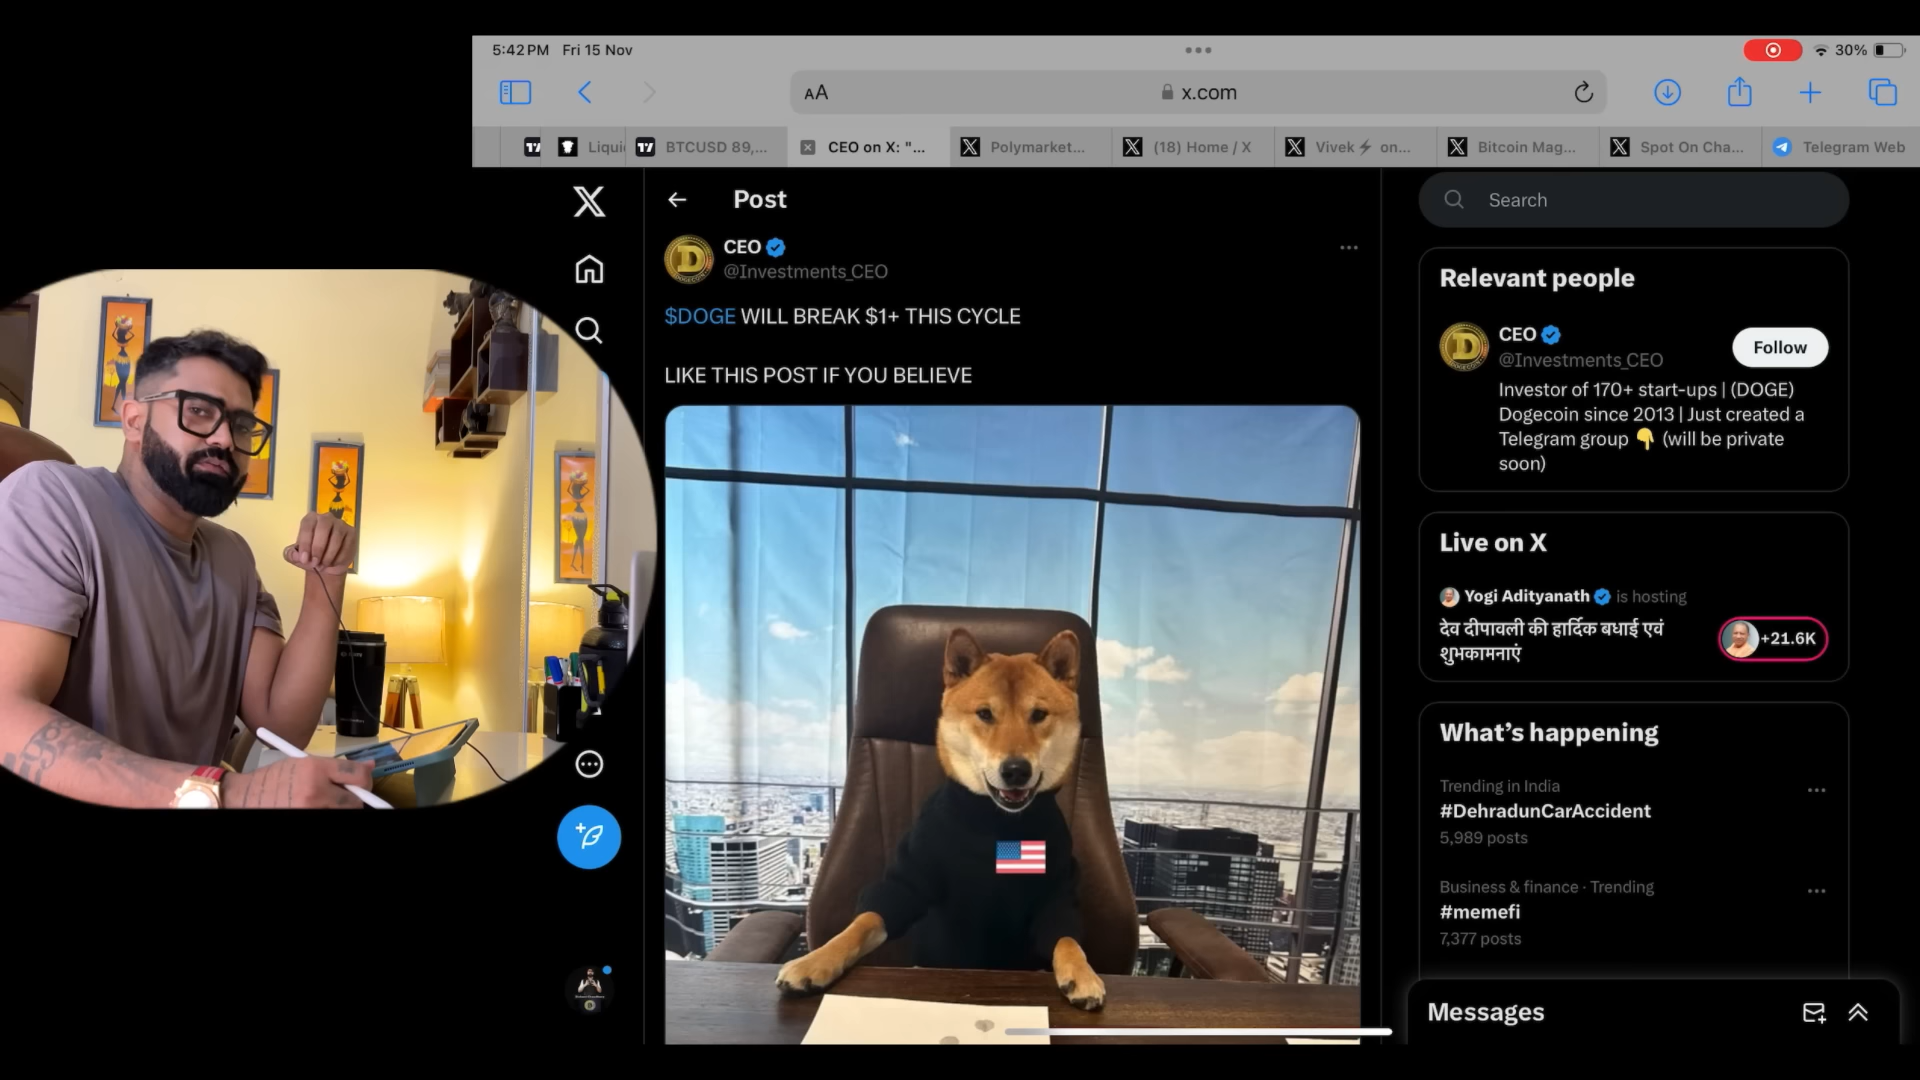 5:42 PM Fri 15 Nov
30%
AA
x.com
Liqui
BTCUSD 89,...
CEO on X: "...
Polymarket...
(18) Home / X
Vivek⚡ on...
Bitcoin Mag...
Spot On Cha...
Telegram Web
Post
CEO
@Investments_CEO
$DOGE WILL BREAK $1+ THIS CYCLE
LIKE THIS POST IF YOU BELIEVE
Search
Relevant people
CEO
@Investments_CEO
Follow
Investor of 170+ start-ups | (DOGE)
Dogecoin since 2013 | Just created a
Telegram group 👇 (will be private
soon)
Live on X
Yogi Adityanath is hosting
देव दीपावली की हार्दिक बधाई एवं
शुभकामनाएं
+21.6K
What's happening
Trending in India
#DehradunCarAccident
5,989 posts
Business & finance · Trending
#memefi
7,377 posts
Messages